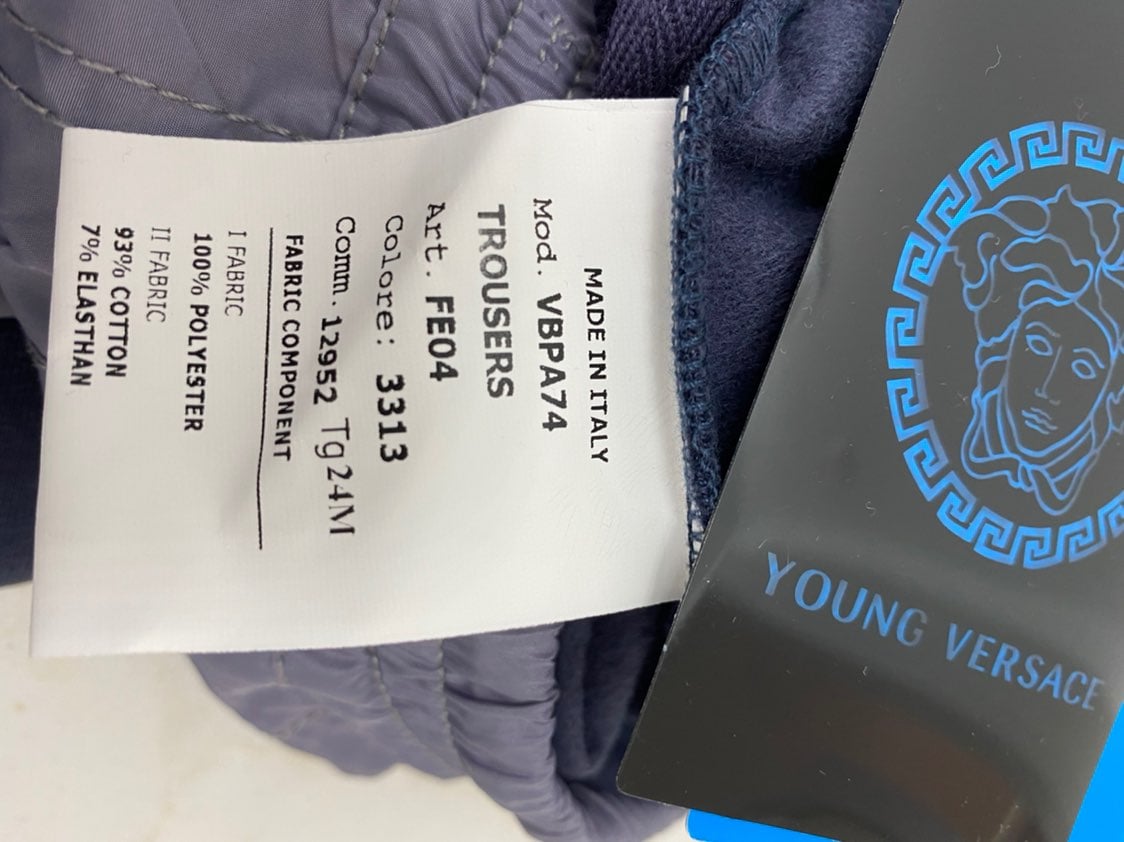 MADE IN ITALY
Mod. VBPA74
TROUSERS
Art. FE04
Colore: 3313
Comm. 12952 Tg24M
FABRIC COMPONENT
I FABRIC
100% POLYESTER
II FABRIC
93% COTTON
7% ELASTHAN
YOUNG VERSACE